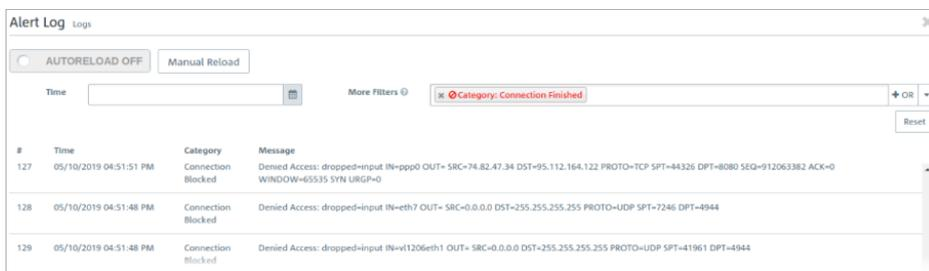 Alert Log Logs
AUTORELOAD OFF Manual Reload
Time More Filters Category: Connection Finished + OR
Reset
# Time Category Message
127 05/10/2019 04:51:51 PM Connection Denied Access: dropped=input IN=ppp0 OUT= SRC=74.82.47.34 DST=95.112.164.122 PROTO=TCP SPT=44326 DPT=8080 SEQ=912063382 ACK=0
Blocked WINDOW=65535 SYN URGP=0
128 05/10/2019 04:51:48 PM Connection Denied Access: dropped=input IN=eth7 OUT= SRC=0.0.0.0 DST=255.255.255.255 PROTO=UDP SPT=7246 DPT=4944
Blocked
129 05/10/2019 04:51:48 PM Connection Denied Access: dropped=input IN=vl1206eth1 OUT= SRC=0.0.0.0 DST=255.255.255.255 PROTO=UDP SPT=41961 DPT=4944
Blocked